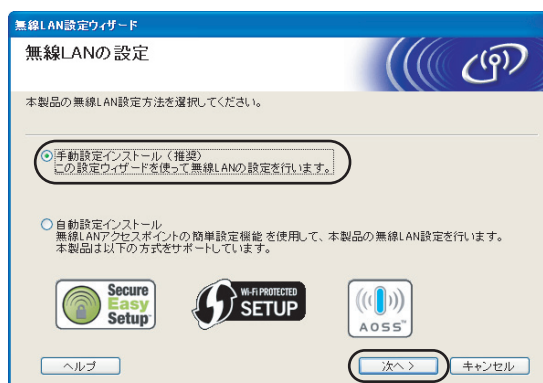 無線LAN設定ウィザード
無線LANの設定
本製品の無線LAN設定方法を選択してください。
手動設定インストール（推奨）
この設定ウィザードを使って無線LANの設定を行います。
自動設定インストール
無線LANアクセスポイントの簡単設定機能を使用して、本製品の無線LAN設定を行います。
本製品は以下の方式をサポートしています。
Secure
Easy
Setup™
WI-FI PROTECTED
SETUP
AOSS™
ヘルプ
次へ >
キャンセル